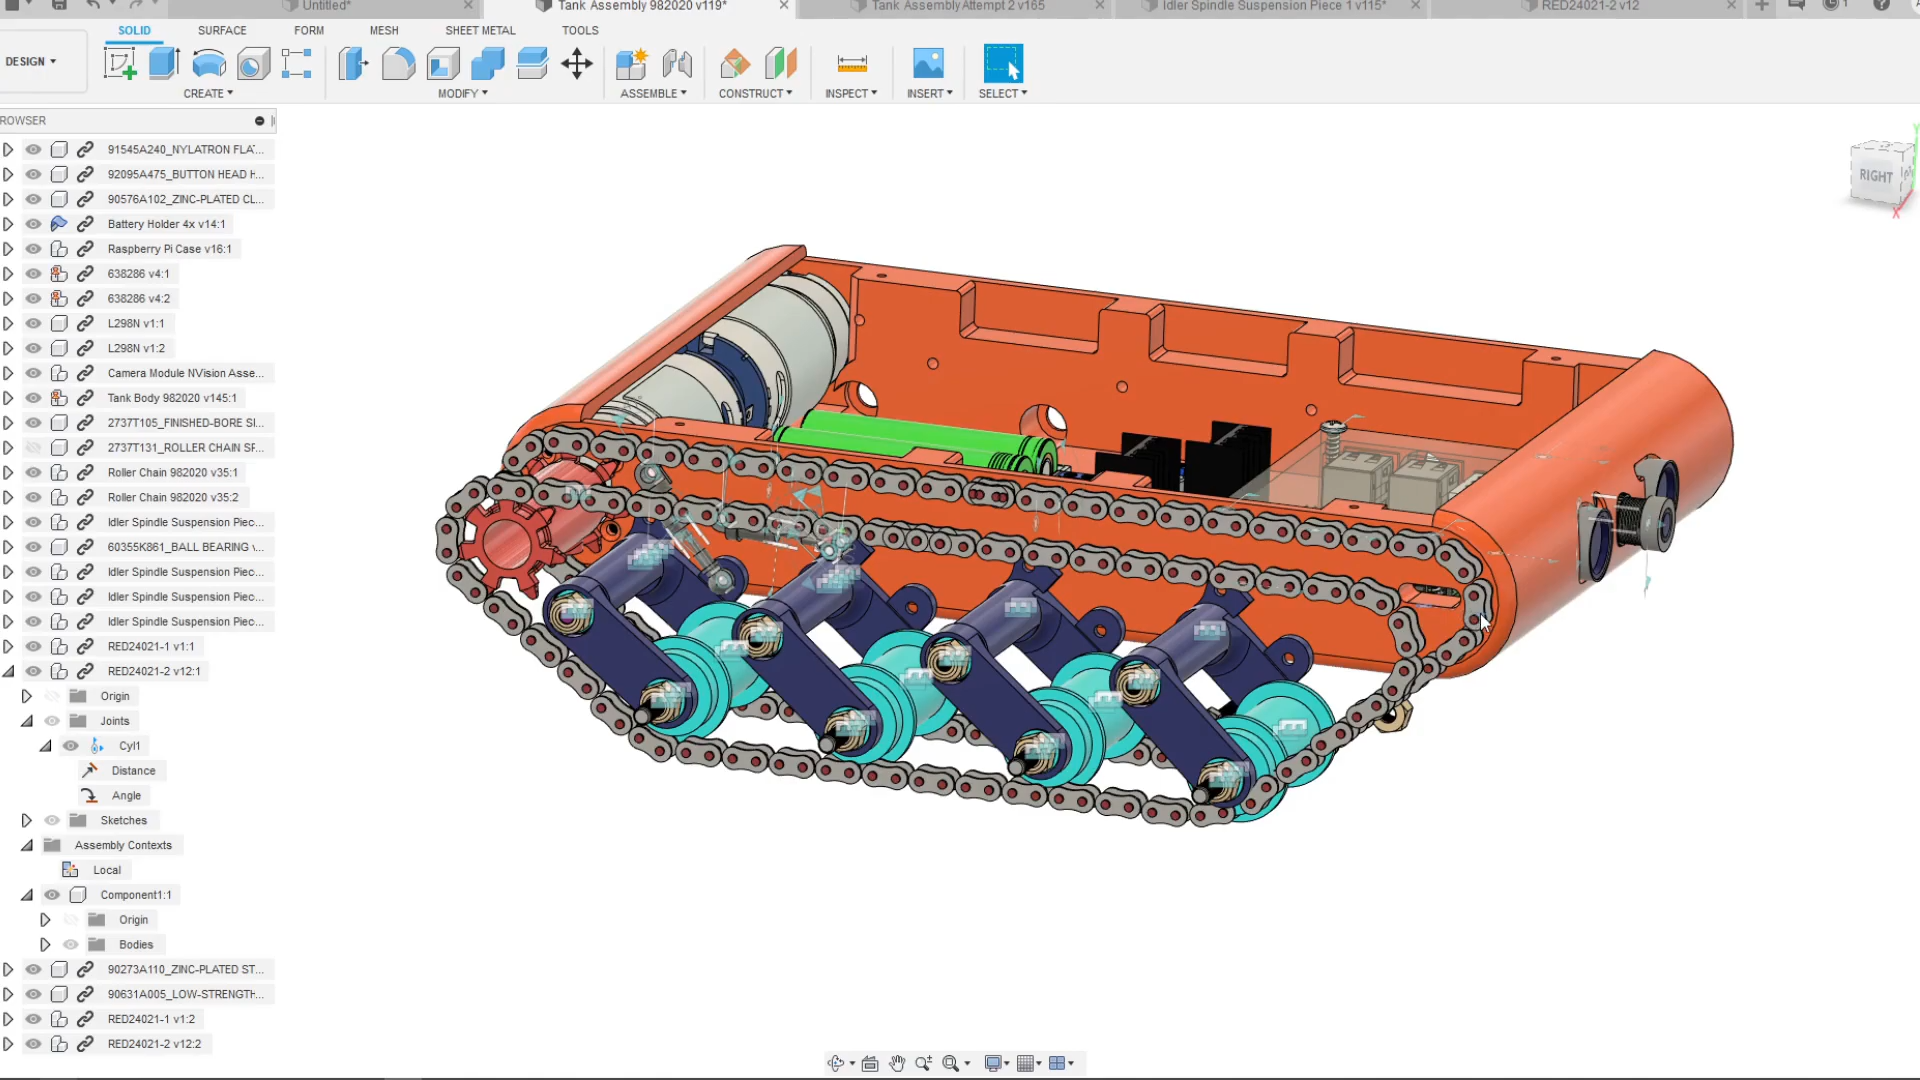 Untitled*
Tank Assembly 982020 v119*
Tank Assembly Attempt 2 v165
Idler Spindle Suspension Piece 1 v115*
RED24021-2 v12
1
SOLID
SURFACE
FORM
MESH
SHEET METAL
TOOLS
DESIGN
CREATE
MODIFY
ASSEMBLE
CONSTRUCT
INSPECT
INSERT
SELECT
ROWSER
91545A240_NYLATRON FLA'...
92095A475_BUTTON HEAD H...
90576A102_ZINC-PLATED CL...
Battery Holder 4x v14:1
Raspberry Pi Case v16:1
638286 v4:1
638286 v4:2
L298N v1:1
L298N v1:2
Camera Module NVision Asse...
Tank Body 982020 v145:1
2737T105_FINISHED-BORE SI...
2737T131_ROLLER CHAIN SF...
Roller Chain 982020 v35:1
Roller Chain 982020 v35:2
Idler Spindle Suspension Piec...
60355K861_BALL BEARING v...
Idler Spindle Suspension Piec...
Idler Spindle Suspension Piec...
Idler Spindle Suspension Piec...
RED24021-1 v1:1
RED24021-2 v12:1
Origin
Joints
Cyl1
Distance
Angle
Sketches
Assembly Contexts
Local
Component1:1
Origin
Bodies
90273A110_ZINC-PLATED ST...
90631A005_LOW-STRENGTH...
RED24021-1 v1:2
RED24021-2 v12:2
RIGHT
Y
X